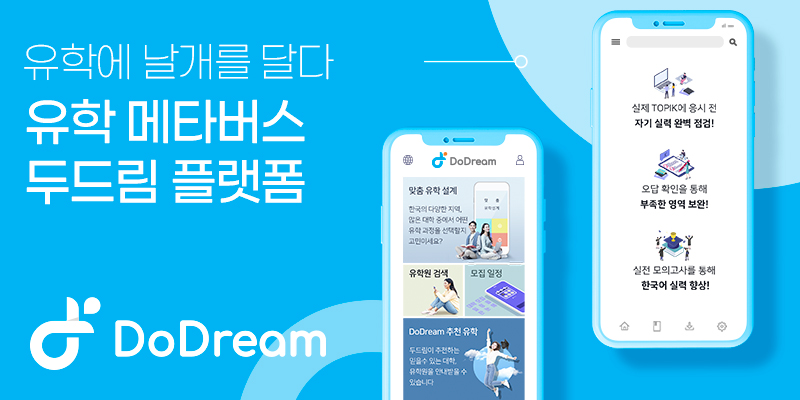 유학에 날개를 달다
유학 메타버스
두드림 플랫폼
DoDream
DoDream
맞춤 유학 설계
한국의 다양한 지역,
많은 대학 중에서 어떤
유학 과정을 선택할지
고민이세요?
맞 춤
유학설계
유학원 검색
모집 일정
DoDream 추천 유학
두드림이 추천하는
믿을수 있는 대학,
유학원을 안내받을 수
있습니다
실제 TOPIK에 응시 전
자기 실력 완벽 점검!
오답 확인을 통해
부족한 영역 보완!
실전 모의고사를 통해
한국어 실력 향상!